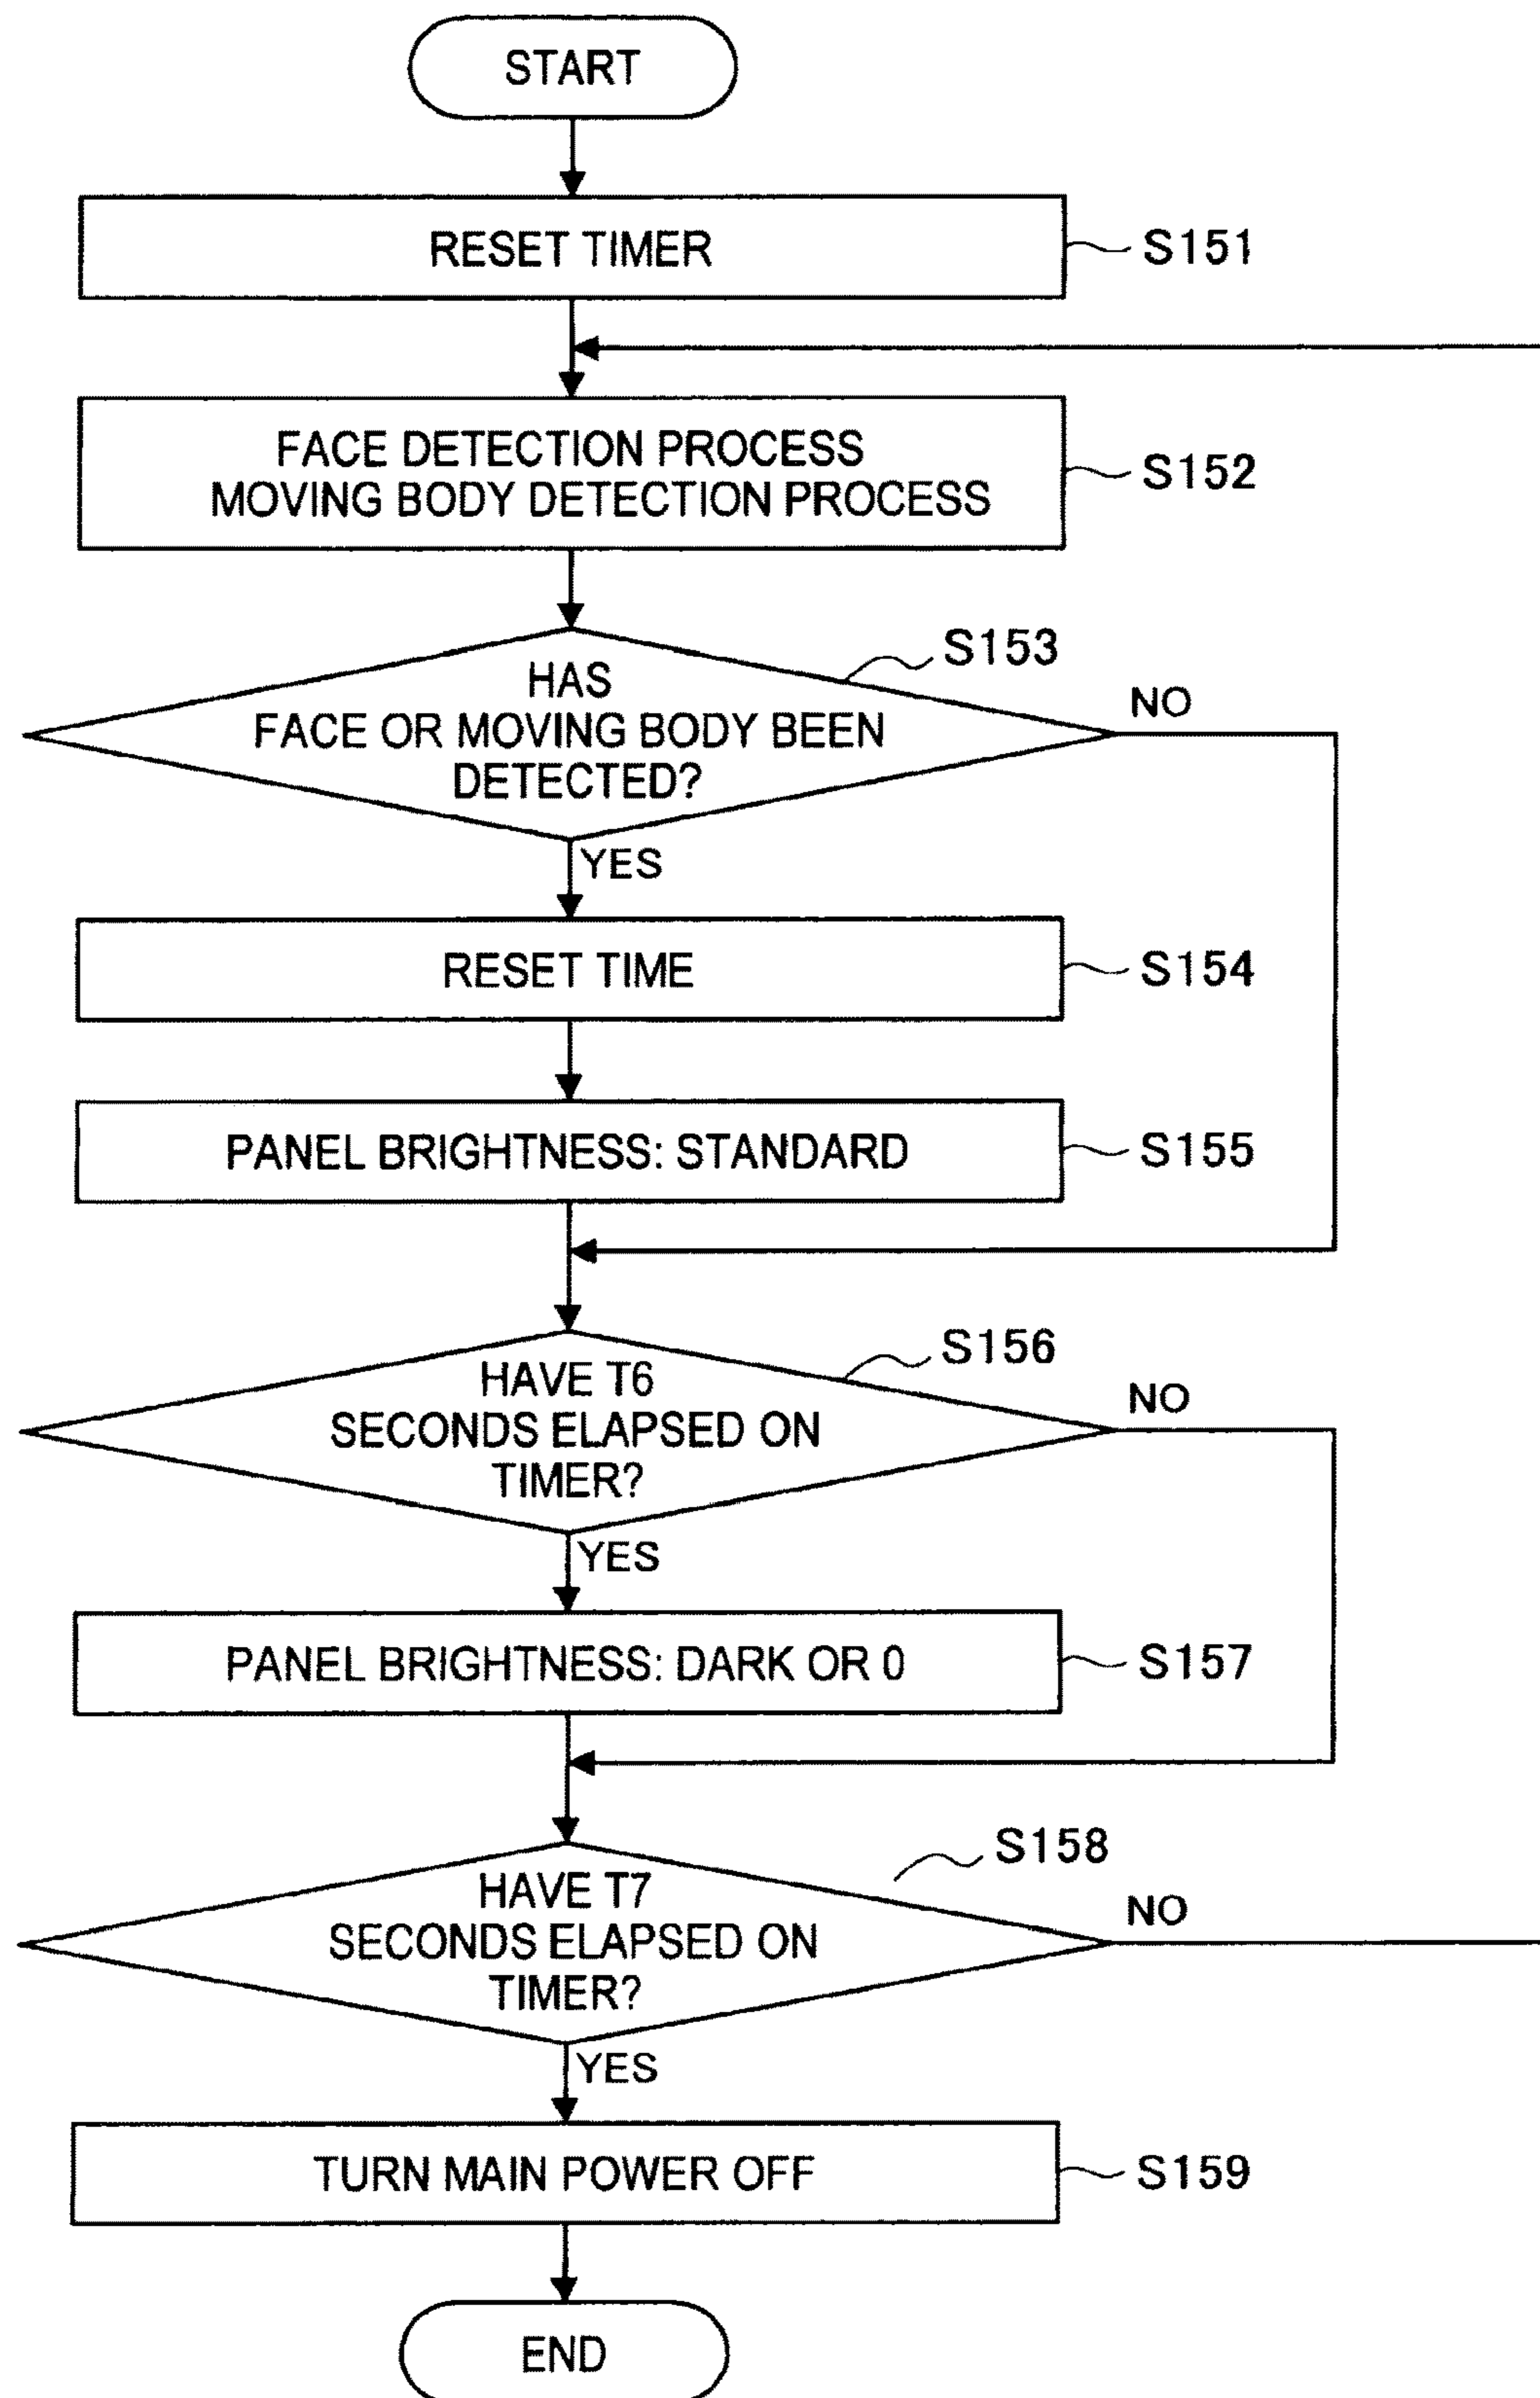 START
RESET TIMER
S151
FACE DETECTION PROCESS
MOVING BODY DETECTION PROCESS
S152
S153
HAS
FACE OR MOVING BODY BEEN
DETECTED?
NO
YES
RESET TIME
S154
PANEL BRIGHTNESS: STANDARD
S155
S156
HAVE T6
SECONDS ELAPSED ON
TIMER?
NO
YES
PANEL BRIGHTNESS: DARK OR 0
S157
S158
HAVE T7
SECONDS ELAPSED ON
TIMER?
NO
YES
TURN MAIN POWER OFF
S159
END